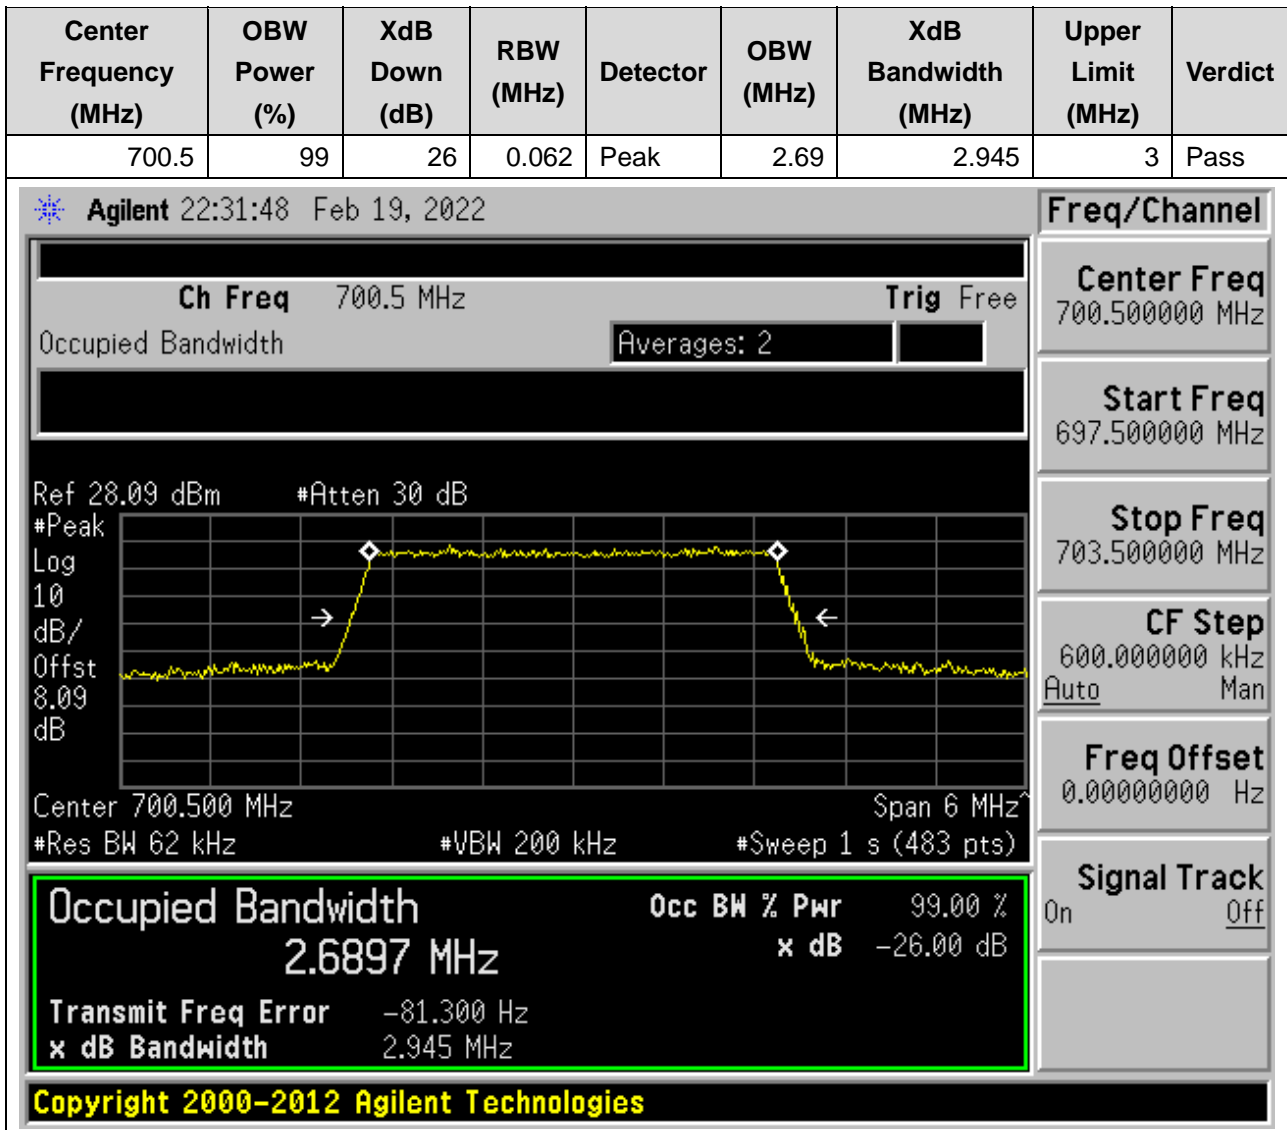 Center Frequency (MHz) OBW Power (%) XdB Down (dB) RBW (MHz) Detector OBW (MHz) XdB Bandwidth (MHz) Upper Limit (MHz) Verdict
700.5 99 26 0.062 Peak 2.69 2.945 3 Pass
Agilent 22:31:48 Feb 19, 2022
Ch Freq 700.5 MHz Trig Free
Occupied Bandwidth Averages: 2
Ref 28.09 dBm #Atten 30 dB
#Peak
Log
10
dB/
Offst
8.09
dB
Center 700.500 MHz Span 6 MHz^
#Res BW 62 kHz #VBW 200 kHz #Sweep 1 s (483 pts)
Occupied Bandwidth Occ BW % Pwr 99.00 %
2.6897 MHz x dB -26.00 dB
Transmit Freq Error -81.300 Hz
x dB Bandwidth 2.945 MHz
Copyright 2000-2012 Agilent Technologies
Freq/Channel
Center Freq
700.500000 MHz
Start Freq
697.500000 MHz
Stop Freq
703.500000 MHz
CF Step
600.000000 kHz
Auto Man
Freq Offset
0.00000000 Hz
Signal Track
On Off